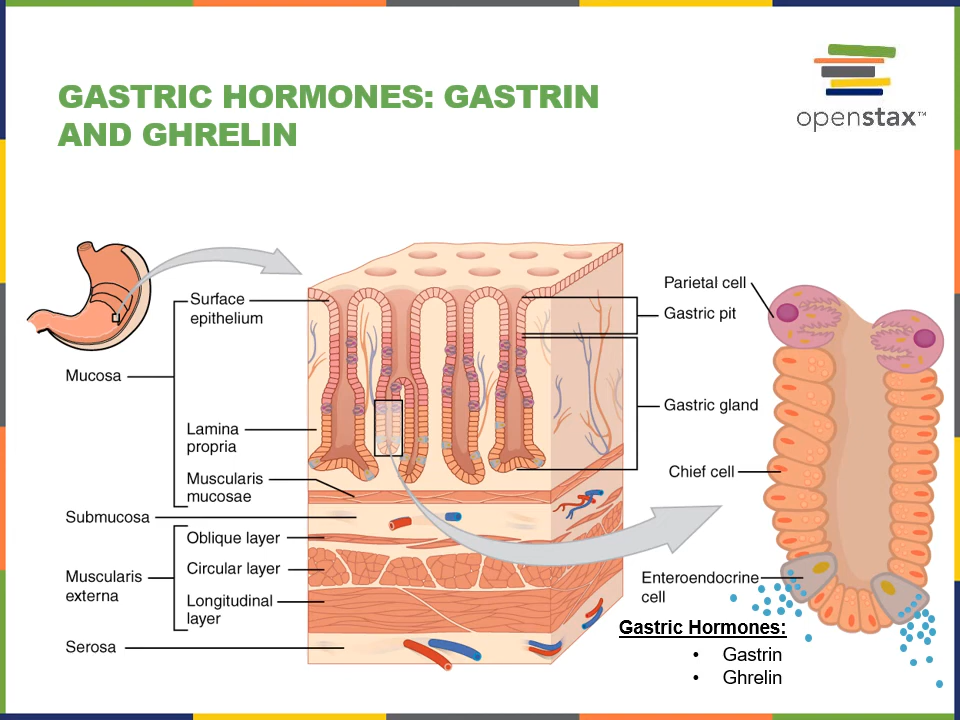 GASTRIC HORMONES: GASTRIN
AND GHRELIN
openstax™
Surface
epithelium
Mucosa
Lamina
propria
Muscularis
mucosae
Submucosa
Oblique layer
Muscularis
externa
Circular layer
Longitudinal
layer
Serosa
Parietal cell
Gastric pit
Gastric gland
Chief cell
Enteroendocrine
cell
Gastric Hormones:
• Gastrin
• Ghrelin